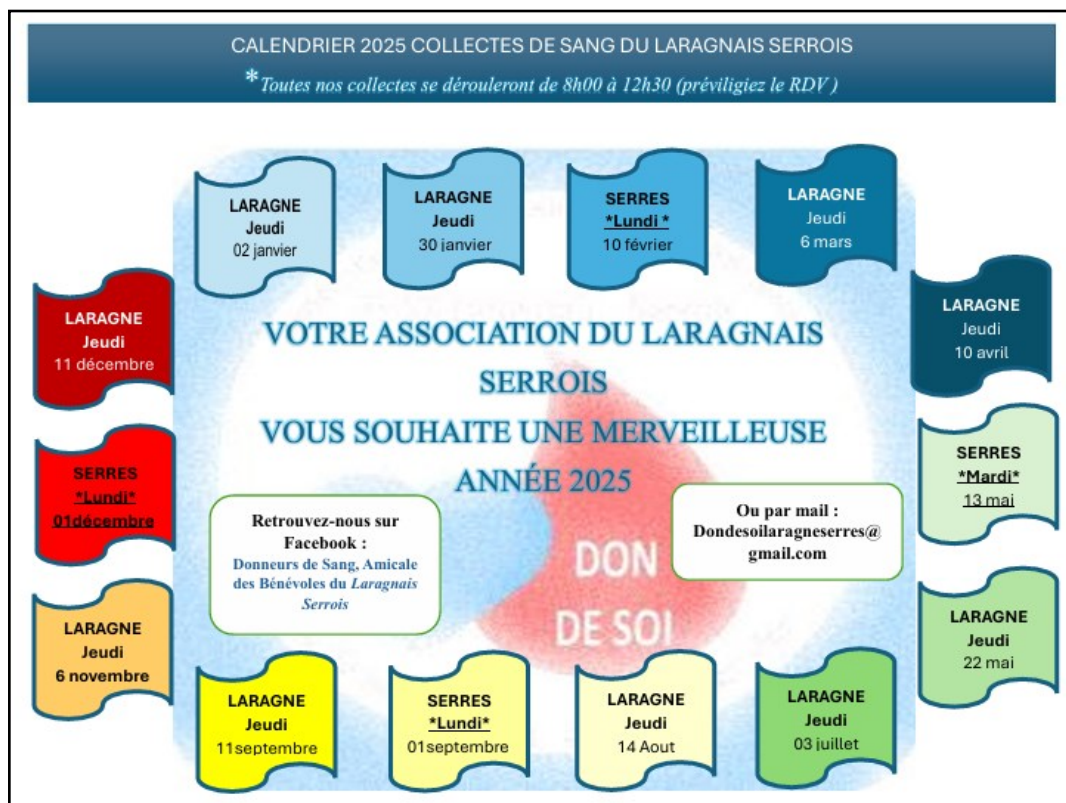 CALENDRIER 2025 COLLECTES DE SANG DU LARAGNAIS SERROIS
*Toutes nos collectes se dérouleront de 8h00 à 12h30 (préviligiez le RDV )
LARAGNE
Jeudi
02 janvier
LARAGNE
Jeudi
30 janvier
SERRES
*Lundi *
10 février
LARAGNE
Jeudi
6 mars
LARAGNE
Jeudi
10 avril
SERRES
*Mardi*
13 mai
LARAGNE
Jeudi
22 mai
LARAGNE
Jeudi
03 juillet
LARAGNE
Jeudi
14 Aout
SERRES
*Lundi*
01septembre
LARAGNE
Jeudi
11septembre
LARAGNE
Jeudi
6 novembre
SERRES
*Lundi*
01décembre
LARAGNE
Jeudi
11 décembre
VOTRE ASSOCIATION DU LARAGNAIS
SERROIS
VOUS SOUHAITE UNE MERVEILLEUSE
ANNÉE 2025
Retrouvez-nous sur
Facebook :
Donneurs de Sang, Amicale
des Bénévoles du Laragnais
Serrois
Ou par mail :
Dondesoilaragneserres@
gmail.com
DON
DE SOI